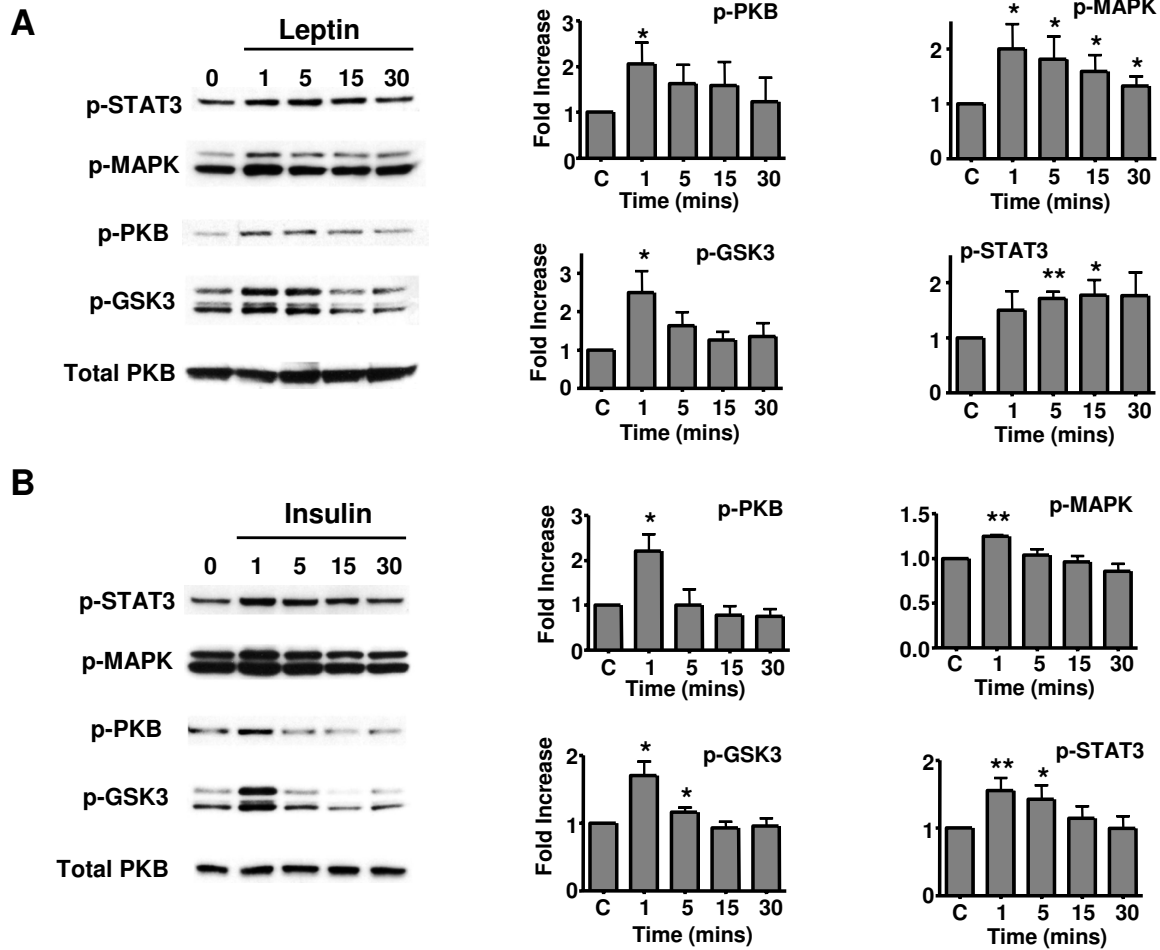 A
Leptin
0 1 5 15 30
p-STAT3
p-MAPK
p-PKB
p-GSK3
Total PKB
p-PKB
Fold Increase
3
2
1
0
*
C 1 5 15 30
Time (mins)
p-MAPK
2
1
0
* * * *
C 1 5 15 30
Time (mins)
p-GSK3
Fold Increase
3
2
1
0
*
C 1 5 15 30
Time (mins)
p-STAT3
2
1
0
** *
C 1 5 15 30
Time (mins)
B
Insulin
0 1 5 15 30
p-STAT3
p-MAPK
p-PKB
p-GSK3
Total PKB
p-PKB
Fold Increase
3
2
1
0
*
C 1 5 15 30
Time (mins)
p-MAPK
1.5
1.0
0.5
0.0
**
C 1 5 15 30
Time (mins)
p-GSK3
Fold Increase
2
1
0
* *
C 1 5 15 30
Time (mins)
p-STAT3
2
1
0
** *
C 1 5 15 30
Time (mins)